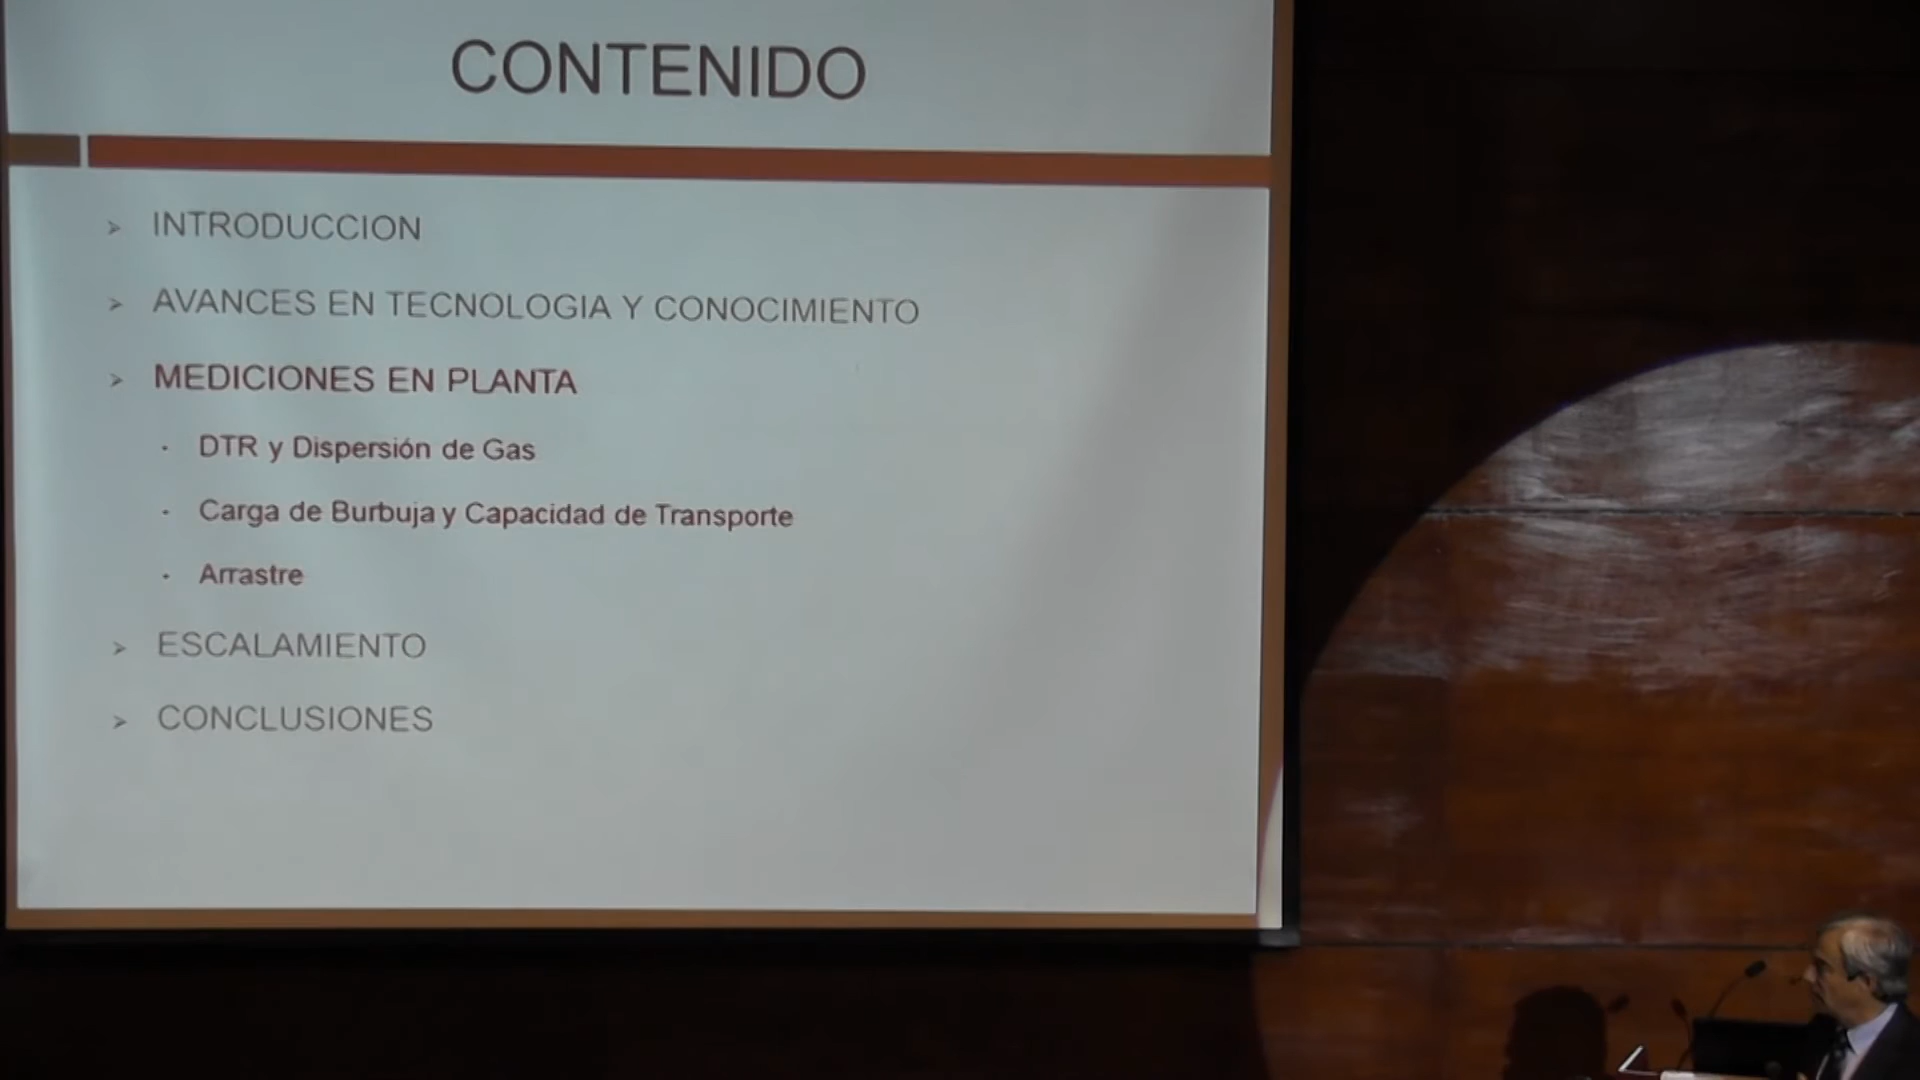 CONTENIDO
INTRODUCCION
AVANCES EN TECNOLOGIA Y CONOCIMIENTO
MEDICIONES EN PLANTA
DTR y Dispersión de Gas
Carga de Burbuja y Capacidad de Transporte
Arrastre
ESCALAMIENTO
CONCLUSIONES